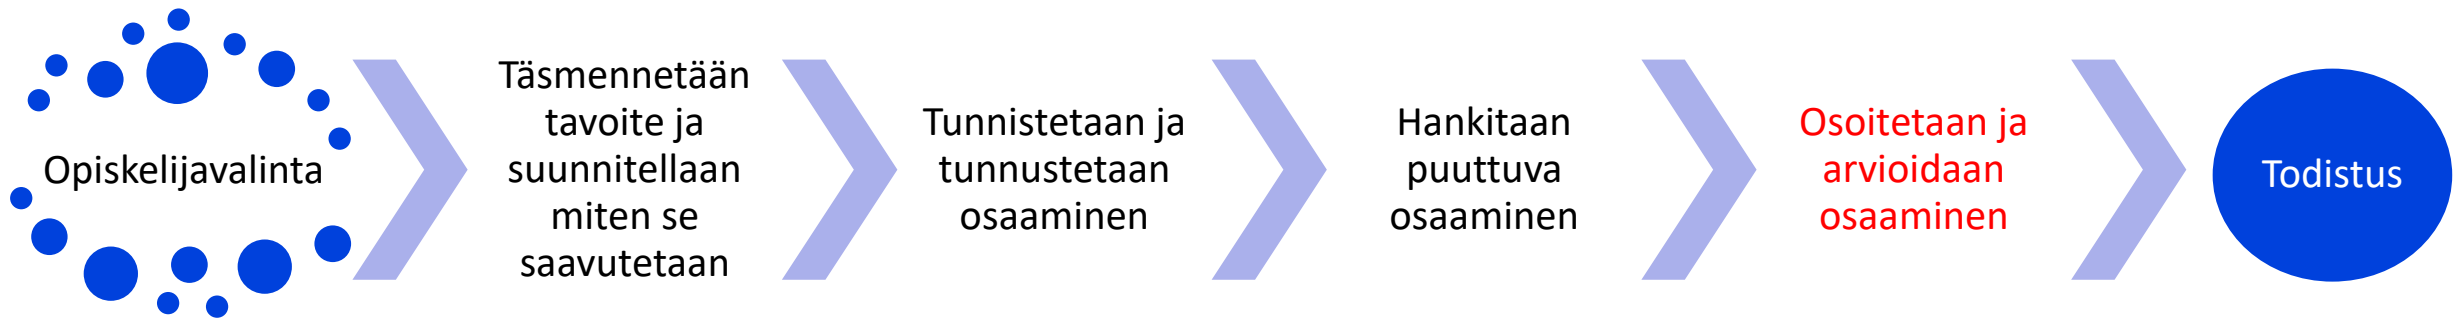 Opiskelijavalinta
Täsmennetään
tavoite ja
suunnitellaan
miten se
saavutetaan
Tunnistetaan ja
tunnustetaan
osaaminen
Hankitaan
puuttuva
osaaminen
Osoitetaan ja
arvioidaan
osaaminen
Todistus